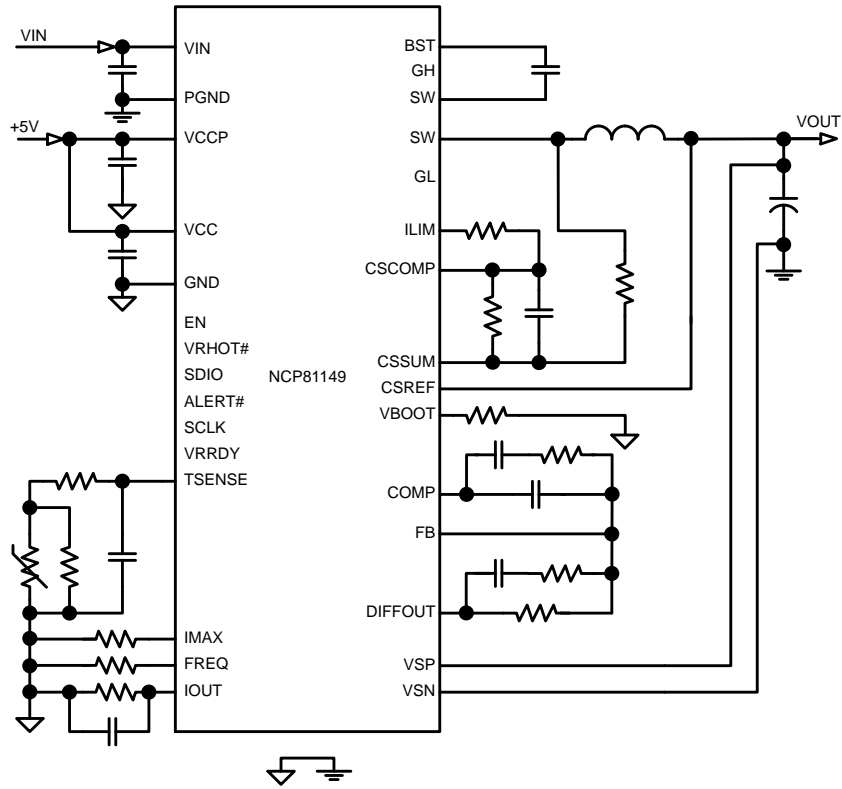 VIN
+5V
VIN
PGND
VCCP
VCC
GND
EN
VRHOT#
SDIO
ALERT#
SCLK
VRRDY
TSENSE
IMAX
FREQ
IOUT
NCP81149
BST
GH
SW
SW
GL
ILIM
CSCOMP
CSSUM
CSREF
VBOOT
COMP
FB
DIFFOUT
VSP
VSN
VOUT